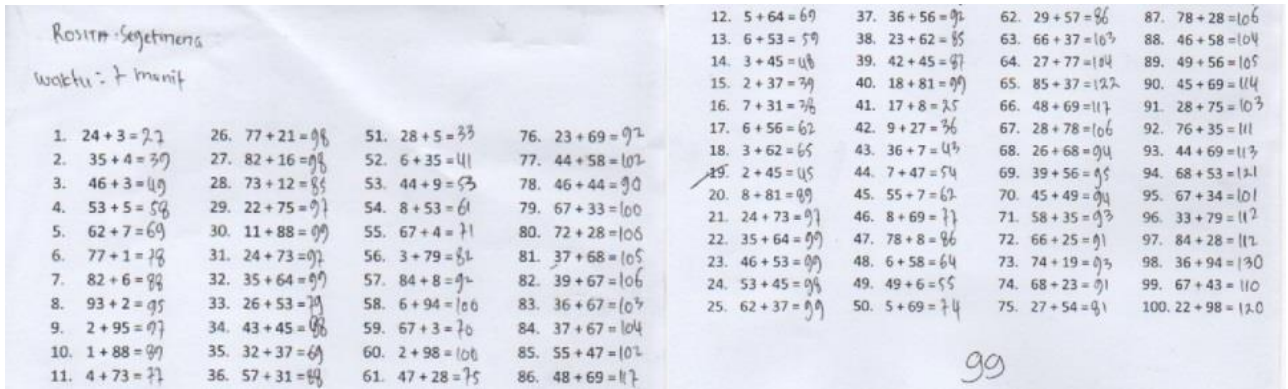 Rosita Segetmeng
Waktu : 7 menit
1. 24 + 3 = 27 26. 77 + 21 = 98 51. 28 + 5 = 33 76. 23 + 69 = 92
2. 35 + 4 = 39 27. 82 + 16 = 98 52. 6 + 35 = 41 77. 44 + 58 = 102
3. 46 + 3 = 49 28. 73 + 12 = 85 53. 44 + 9 = 53 78. 46 + 44 = 90
4. 53 + 5 = 58 29. 22 + 75 = 97 54. 8 + 53 = 61 79. 67 + 33 = 100
5. 62 + 7 = 69 30. 11 + 88 = 99 55. 67 + 4 = 71 80. 72 + 28 = 100
6. 77 + 1 = 78 31. 24 + 73 = 97 56. 3 + 79 = 82 81. 37 + 68 = 105
7. 82 + 6 = 88 32. 35 + 64 = 99 57. 84 + 8 = 92 82. 39 + 67 = 106
8. 93 + 2 = 95 33. 26 + 53 = 79 58. 6 + 94 = 100 83. 36 + 67 = 103
9. 2 + 95 = 97 34. 43 + 45 = 88 59. 67 + 3 = 70 84. 37 + 67 = 104
10. 1 + 88 = 89 35. 32 + 37 = 69 60. 2 + 98 = 100 85. 55 + 47 = 102
11. 4 + 73 = 77 36. 57 + 31 = 88 61. 47 + 28 = 75 86. 48 + 69 = 117
12. 5 + 64 = 69 37. 36 + 56 = 92 62. 29 + 57 = 86 87. 78 + 28 = 106
13. 6 + 53 = 59 38. 23 + 62 = 85 63. 66 + 37 = 103 88. 46 + 58 = 104
14. 3 + 45 = 48 39. 42 + 45 = 87 64. 27 + 77 = 104 89. 49 + 56 = 105
15. 2 + 37 = 39 40. 18 + 81 = 99 65. 85 + 37 = 122 90. 45 + 69 = 114
16. 7 + 31 = 38 41. 17 + 8 = 25 66. 48 + 69 = 117 91. 28 + 75 = 103
17. 6 + 56 = 62 42. 9 + 27 = 36 67. 28 + 78 = 106 92. 76 + 35 = 111
18. 3 + 62 = 65 43. 36 + 7 = 43 68. 26 + 68 = 94 93. 44 + 69 = 113
19. 2 + 45 = 45 44. 7 + 47 = 54 69. 39 + 56 = 95 94. 68 + 53 = 121
20. 8 + 81 = 89 45. 55 + 7 = 62 70. 45 + 49 = 94 95. 67 + 34 = 101
21. 24 + 73 = 97 46. 8 + 69 = 77 71. 58 + 35 = 93 96. 33 + 79 = 112
22. 35 + 64 = 99 47. 78 + 8 = 86 72. 66 + 25 = 91 97. 84 + 28 = 112
23. 46 + 53 = 99 48. 6 + 58 = 64 73. 74 + 19 = 93 98. 36 + 94 = 130
24. 53 + 45 = 98 49. 49 + 6 = 55 74. 68 + 23 = 91 99. 67 + 43 = 110
25. 62 + 37 = 99 50. 5 + 69 = 74 75. 27 + 54 = 81 100. 22 + 98 = 120
99